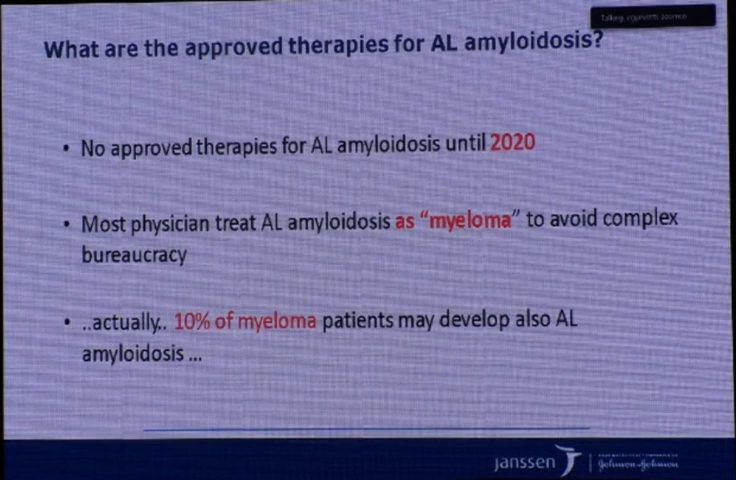 What are the approved therapies for AL amyloidosis?
• No approved therapies for AL amyloidosis until 2020
• Most physician treat AL amyloidosis as “myeloma” to avoid complex
bureaucracy
• ..actually.. 10% of myeloma patients may develop also AL
amyloidosis ...
janssen
Johnson-Johnson